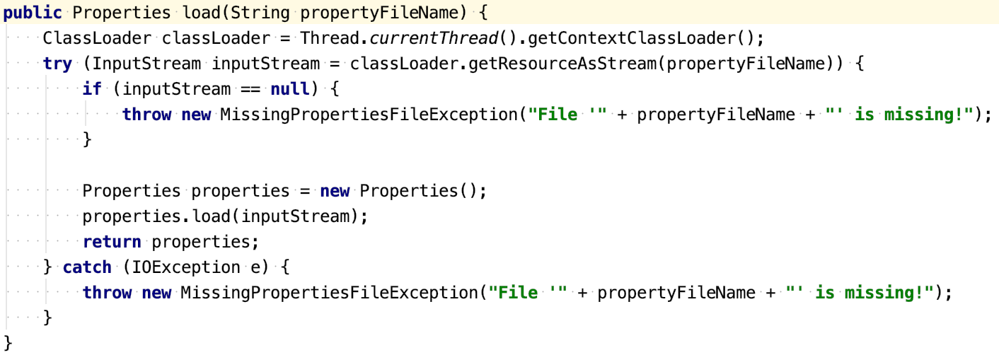 public Properties load(String propertyFileName) {
    ClassLoader classLoader = Thread.currentThread().getContextClassLoader();
    try (InputStream inputStream = classLoader.getResourceAsStream(propertyFileName)) {
        if (inputStream == null) {
            throw new MissingPropertiesFileException("File '" + propertyFileName + "' is missing!");
        }

        Properties properties = new Properties();
        properties.load(inputStream);
        return properties;
    } catch (IOException e) {
        throw new MissingPropertiesFileException("File '" + propertyFileName + "' is missing!");
    }
}